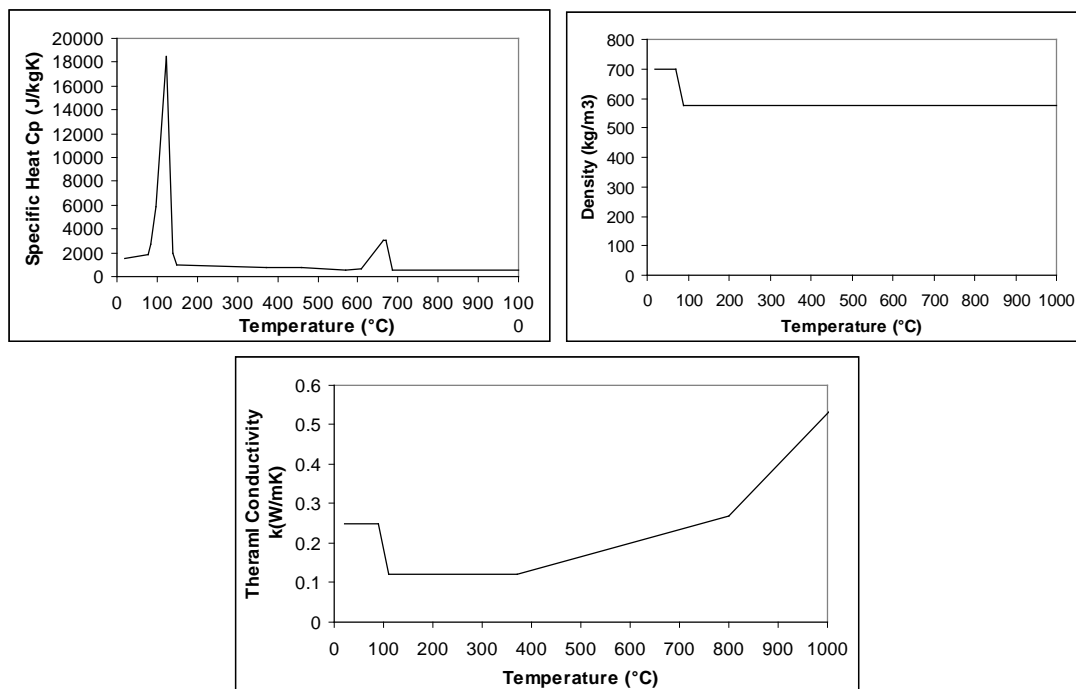 Specific Heat Cp (J/kgK)
20000
18000
16000
14000
12000
10000
8000
6000
4000
2000
0
0 100 200 300 400 500 600 700 800 900 100
0
Temperature (°C)
Density (kg/m3)
800
700
600
500
400
300
200
100
0
0 100 200 300 400 500 600 700 800 900 1000
Temperature (°C)
Theraml Conductivity
k(W/mK)
0.6
0.5
0.4
0.3
0.2
0.1
0
0 100 200 300 400 500 600 700 800 900 1000
Temperature (°C)